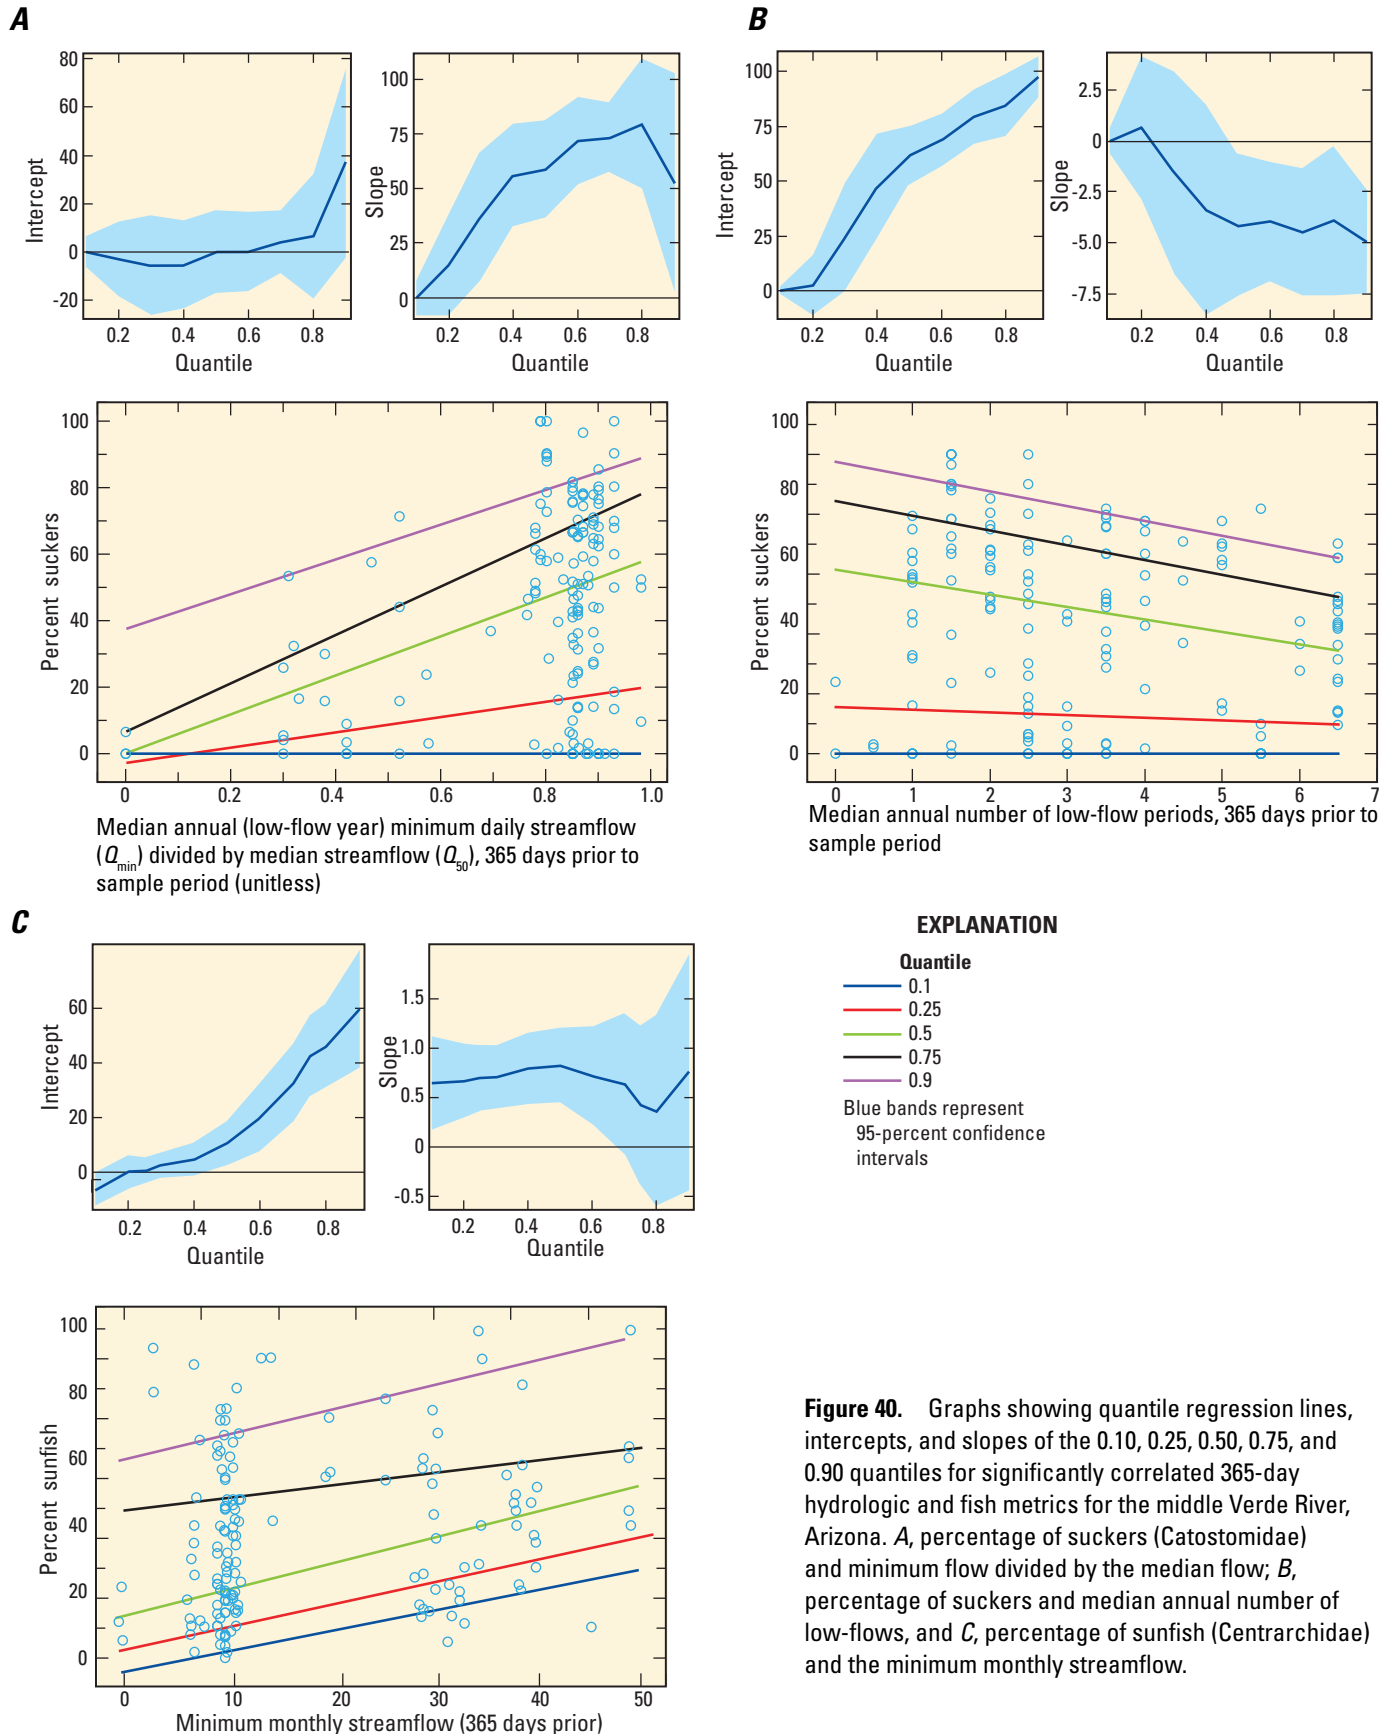 A
80
60
40
20
0
-20
Intercept
0.2 0.4 0.6 0.8
Quantile
100
75
50
25
0
Slope
0.2 0.4 0.6 0.8
Quantile
100
80
60
40
20
0
Percent suckers
0 0.2 0.4 0.6 0.8 1.0
Median annual (low-flow year) minimum daily streamflow
(Qmin) divided by median streamflow (Q50), 365 days prior to
sample period (unitless)
B
100
75
50
25
0
Intercept
0.2 0.4 0.6 0.8
Quantile
2.5
0
-2.5
-5.0
-7.5
Slope
0.2 0.4 0.6 0.8
Quantile
100
80
60
40
20
0
Percent suckers
0 1 2 3 4 5 6 7
Median annual number of low-flow periods, 365 days prior to
sample period
C
60
40
20
0
Intercept
0.2 0.4 0.6 0.8
Quantile
1.5
1.0
0.5
0
-0.5
Slope
0.2 0.4 0.6 0.8
Quantile
100
80
60
40
20
0
Percent sunfish
0 10 20 30 40 50
Minimum monthly streamflow (365 days prior)
EXPLANATION
Quantile
0.1
0.25
0.5
0.75
0.9
Blue bands represent
95-percent confidence
intervals
Figure 40. Graphs showing quantile regression lines,
intercepts, and slopes of the 0.10, 0.25, 0.50, 0.75, and
0.90 quantiles for significantly correlated 365-day
hydrologic and fish metrics for the middle Verde River,
Arizona. A, percentage of suckers (Catostomidae)
and minimum flow divided by the median flow; B,
percentage of suckers and median annual number of
low-flows, and C, percentage of sunfish (Centrarchidae)
and the minimum monthly streamflow.